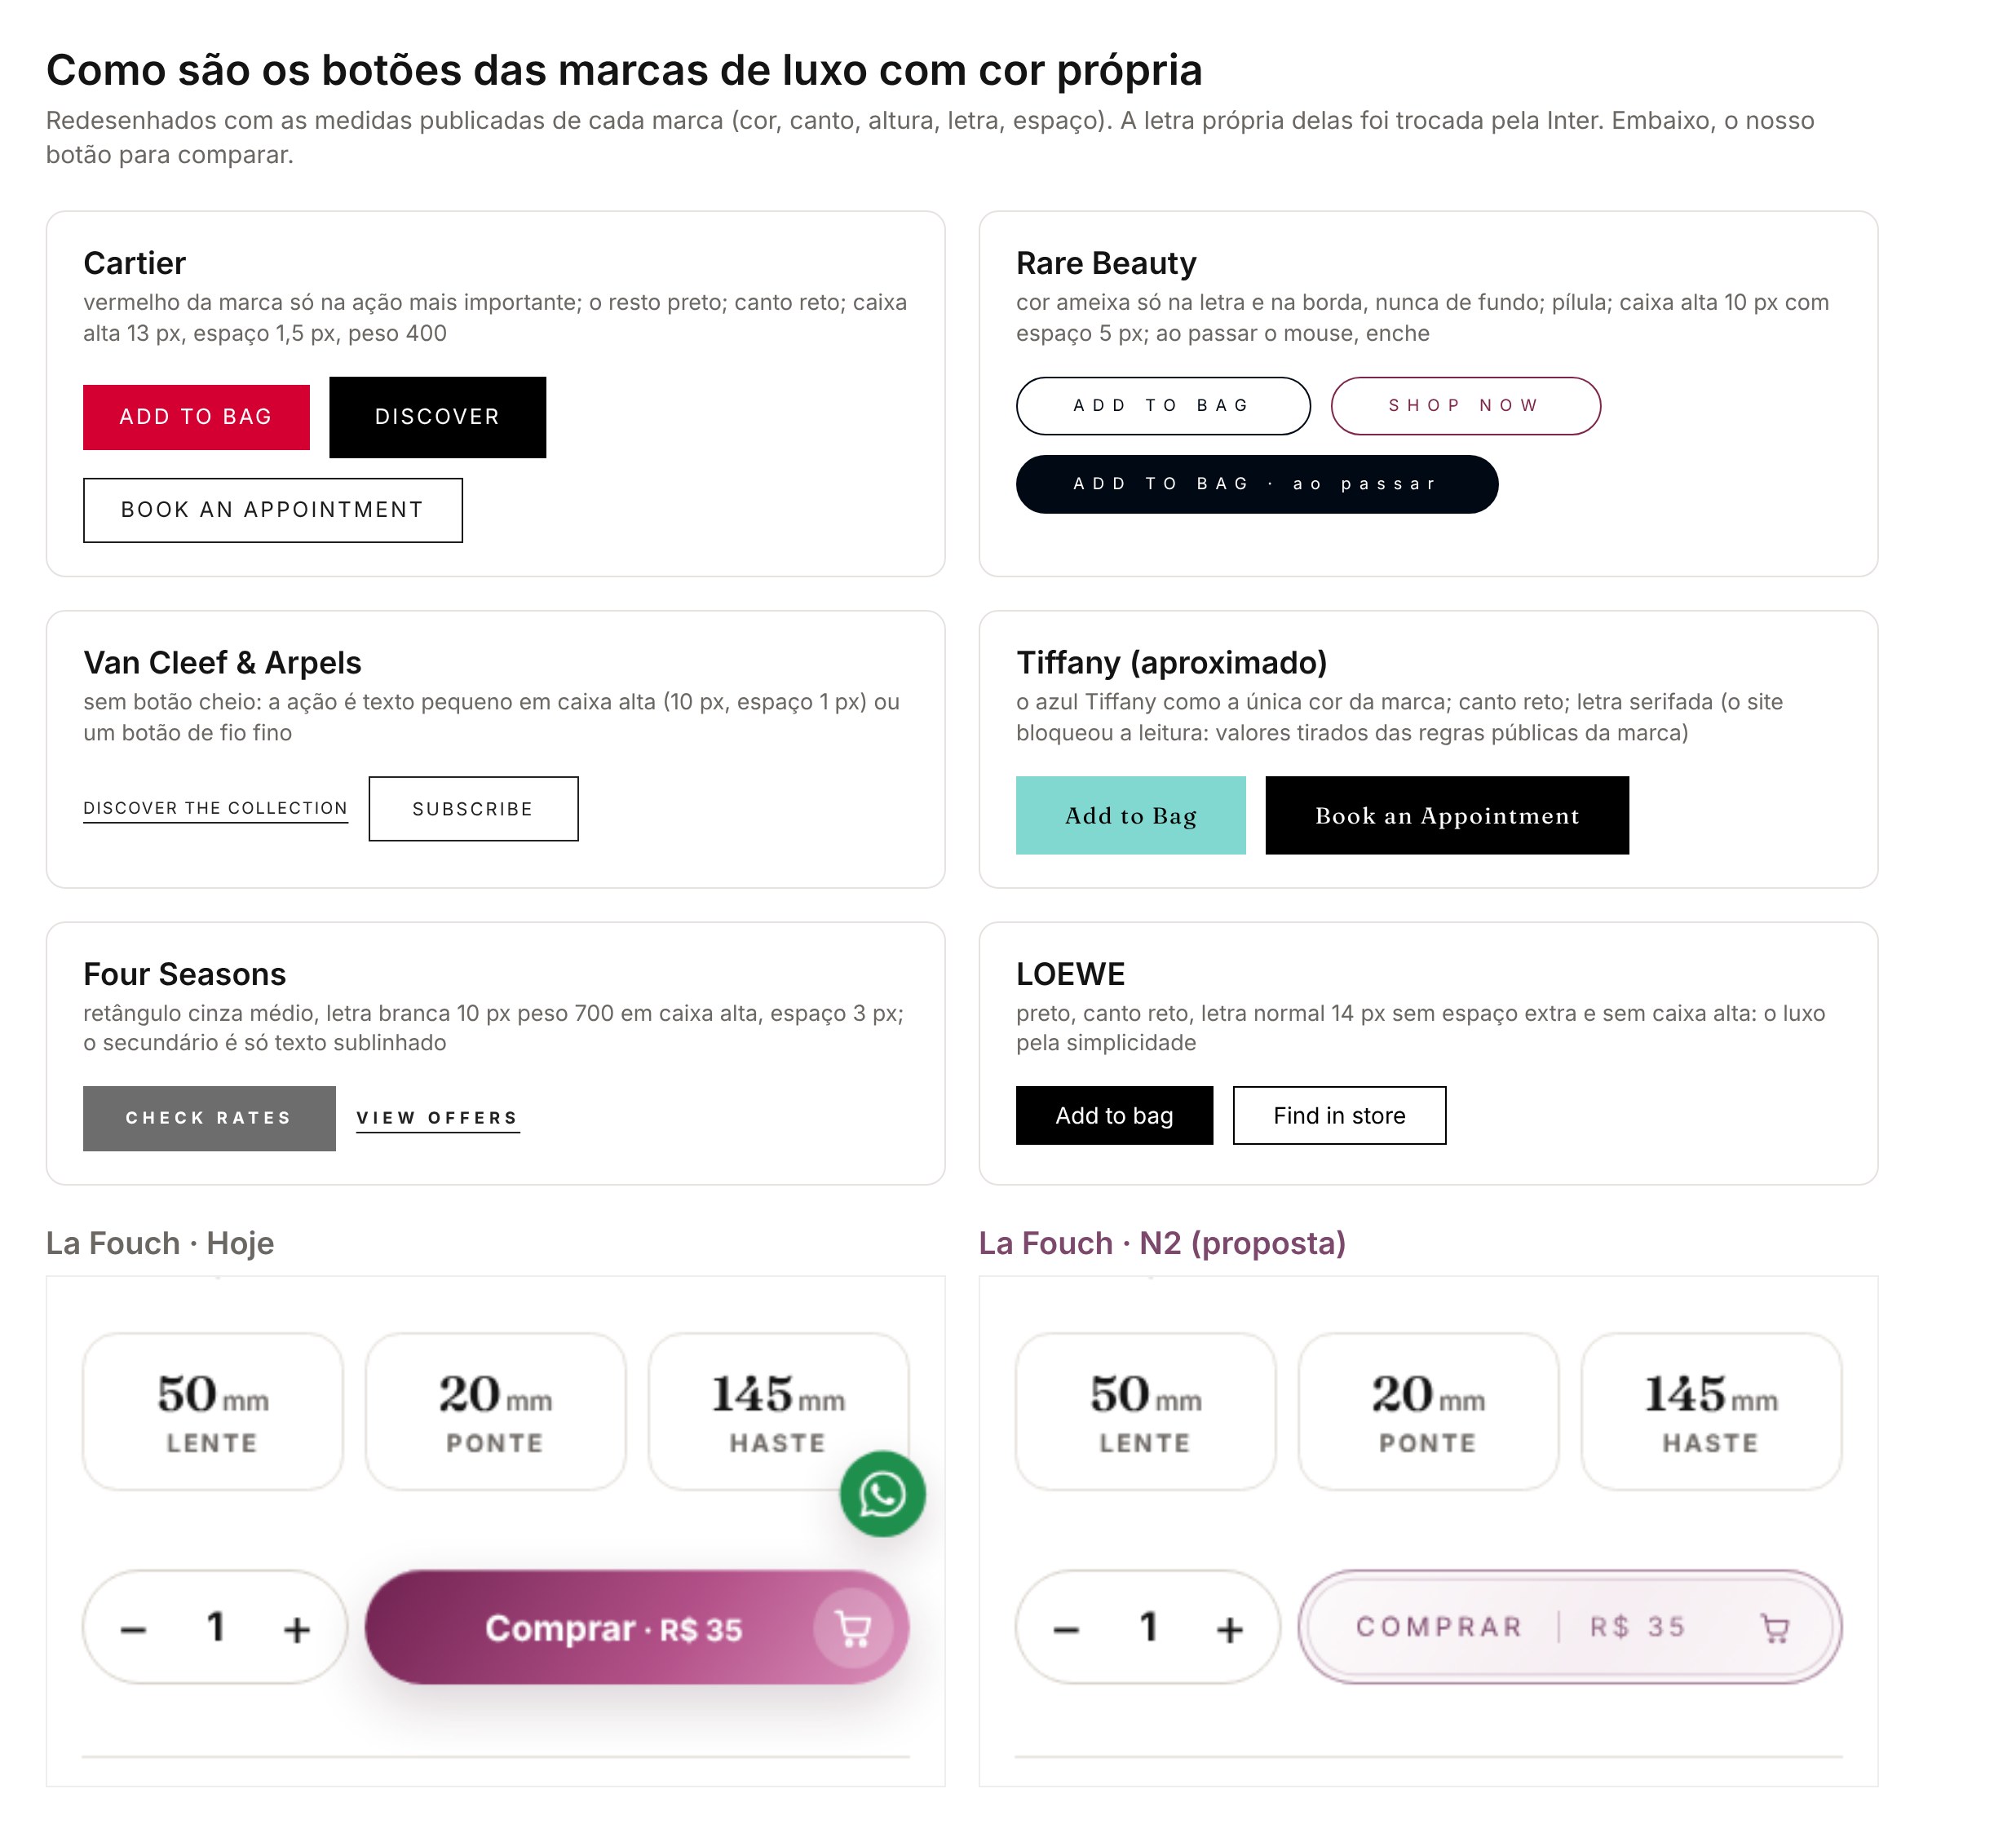 Como são os botões das marcas de luxo com cor própria
Redesenhados com as medidas publicadas de cada marca (cor, canto, altura, letra, espaço). A letra própria delas foi trocada pela Inter. Embaixo, o nosso
botão para comparar.
Cartier
vermelho da marca só na ação mais importante; o resto preto; canto reto; caixa
alta 13 px, espaço 1,5 px, peso 400
ADD TO BAG
DISCOVER
BOOK AN APPOINTMENT
Rare Beauty
cor ameixa só na letra e na borda, nunca de fundo; pílula; caixa alta 10 px com
espaço 5 px; ao passar o mouse, enche
ADD TO BAG
SHOP NOW
ADD TO BAG · ao passar
Van Cleef & Arpels
sem botão cheio: a ação é texto pequeno em caixa alta (10 px, espaço 1 px) ou
um botão de fio fino
DISCOVER THE COLLECTION
SUBSCRIBE
Tiffany (aproximado)
o azul Tiffany como a única cor da marca; canto reto; letra serifada (o site
bloqueou a leitura: valores tirados das regras públicas da marca)
Add to Bag
Book an Appointment
Four Seasons
retângulo cinza médio, letra branca 10 px peso 700 em caixa alta, espaço 3 px;
o secundário é só texto sublinhado
CHECK RATES
VIEW OFFERS
LOEWE
preto, canto reto, letra normal 14 px sem espaço extra e sem caixa alta: o luxo
pela simplicidade
Add to bag
Find in store
La Fouch · Hoje
50 mm
LENTE
20 mm
PONTE
145 mm
HASTE
− 1 +
Comprar · R$ 35
La Fouch · N2 (proposta)
50 mm
LENTE
20 mm
PONTE
145 mm
HASTE
− 1 +
COMPRAR | R$ 35